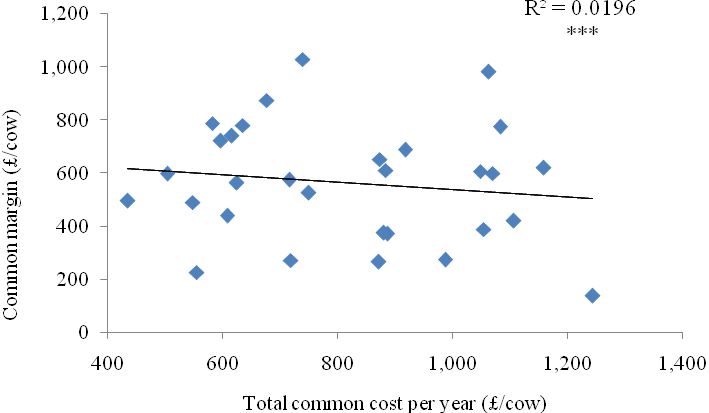 R² = 0.0196
***
1,200
1,000
800
600
400
200
0
Common margin (£/cow)
400 600 800 1,000 1,200 1,400
Total common cost per year (£/cow)